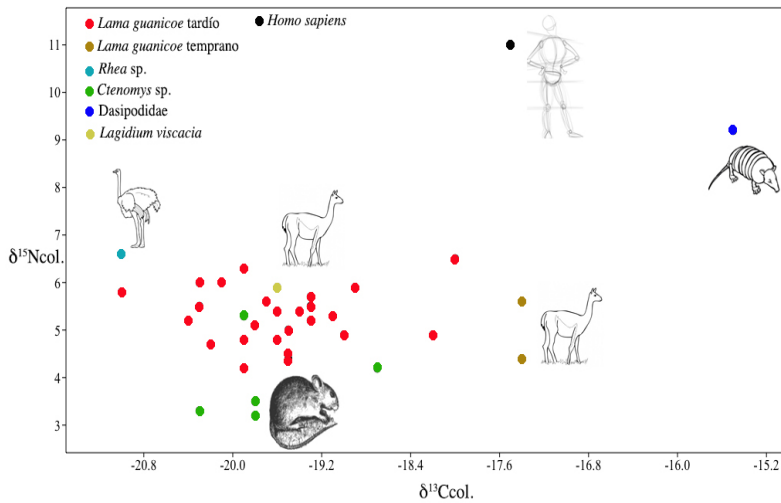 Lama guanicoe tardío
Homo sapiens
Lama guanicoe temprano
Rhea sp.
Ctenomys sp.
Dasipodidae
Lagidium viscacia
11
10
9
8
7
δ¹⁵Ncol.
6
5
4
3
-20.8 -20.0 -19.2 -18.4 -17.6 -16.8 -16.0 -15.2
δ¹³Ccol.